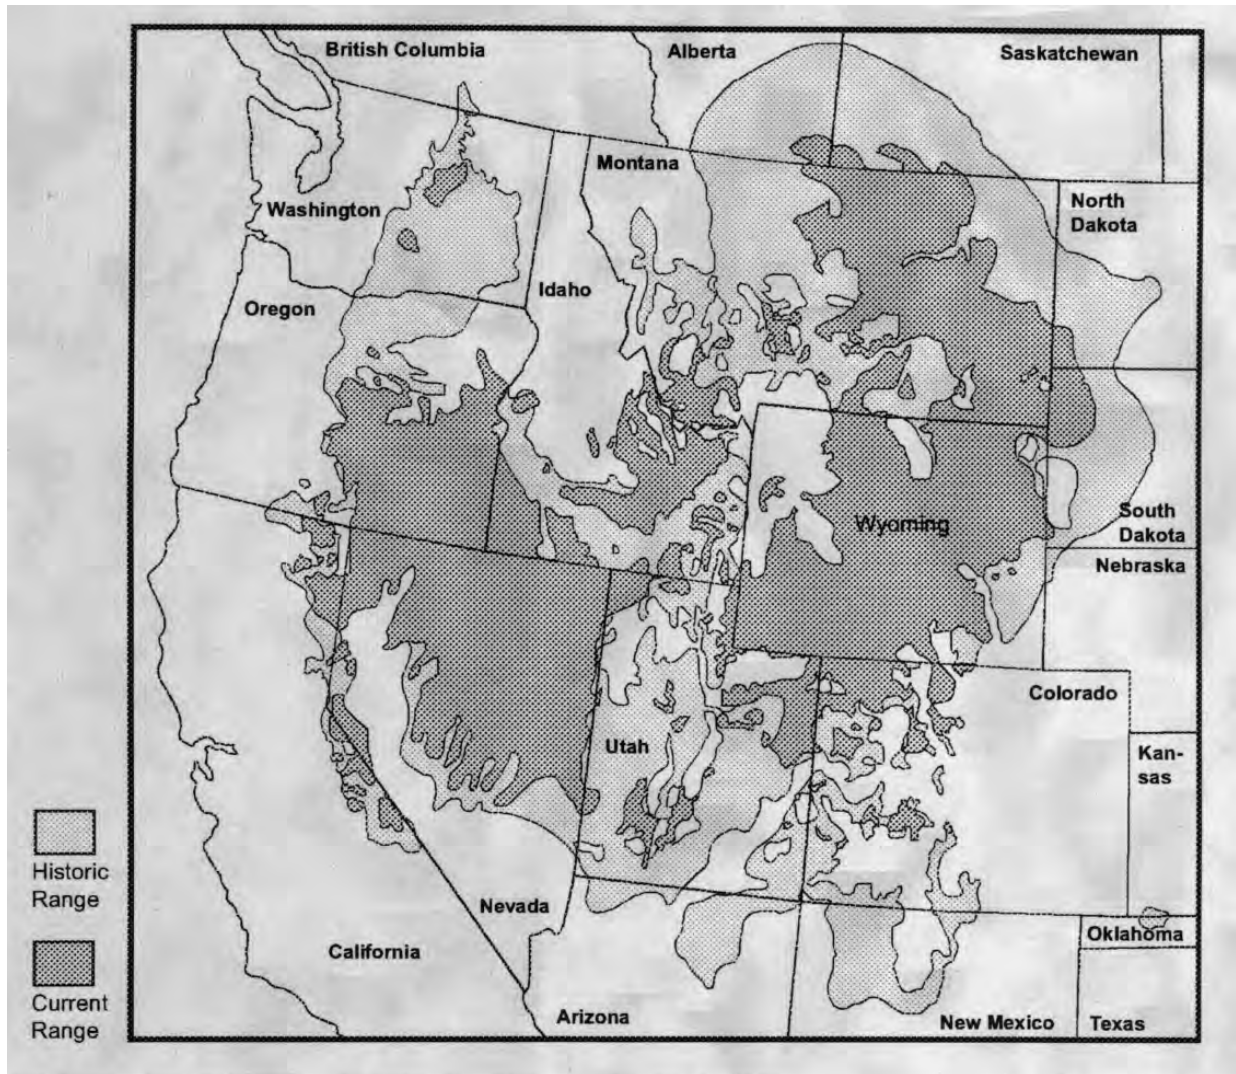 British Columbia
Alberta
Saskatchewan
Montana
Washington
North
Dakota
Idaho
Oregon
South
Dakota
Wyoming
Nebraska
Colorado
Utah
Kan-
sas
Historic
Range
Nevada
Oklahoma
California
Current
Range
Arizona
New Mexico
Texas